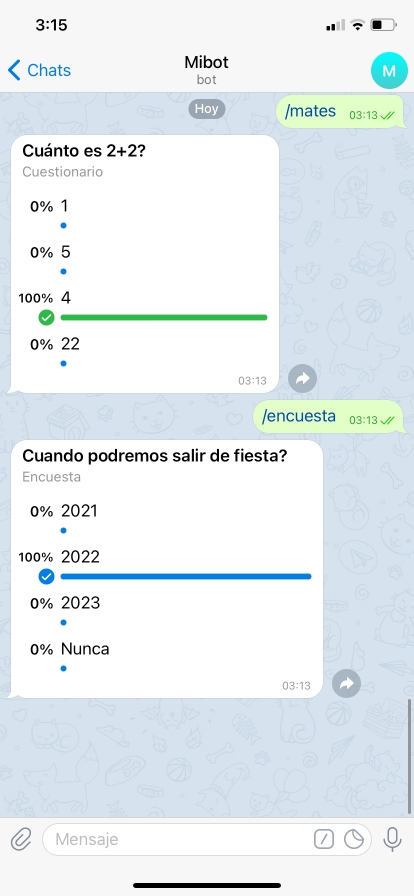 3:15
Chats
Mibot
bot
M
Hoy
/mates 03:13
Cuánto es 2+2?
Cuestionario
0% 1
0% 5
100% 4
0% 22
03:13
/encuesta 03:13
Cuando podremos salir de fiesta?
Encuesta
0% 2021
100% 2022
0% 2023
0% Nunca
03:13
Mensaje